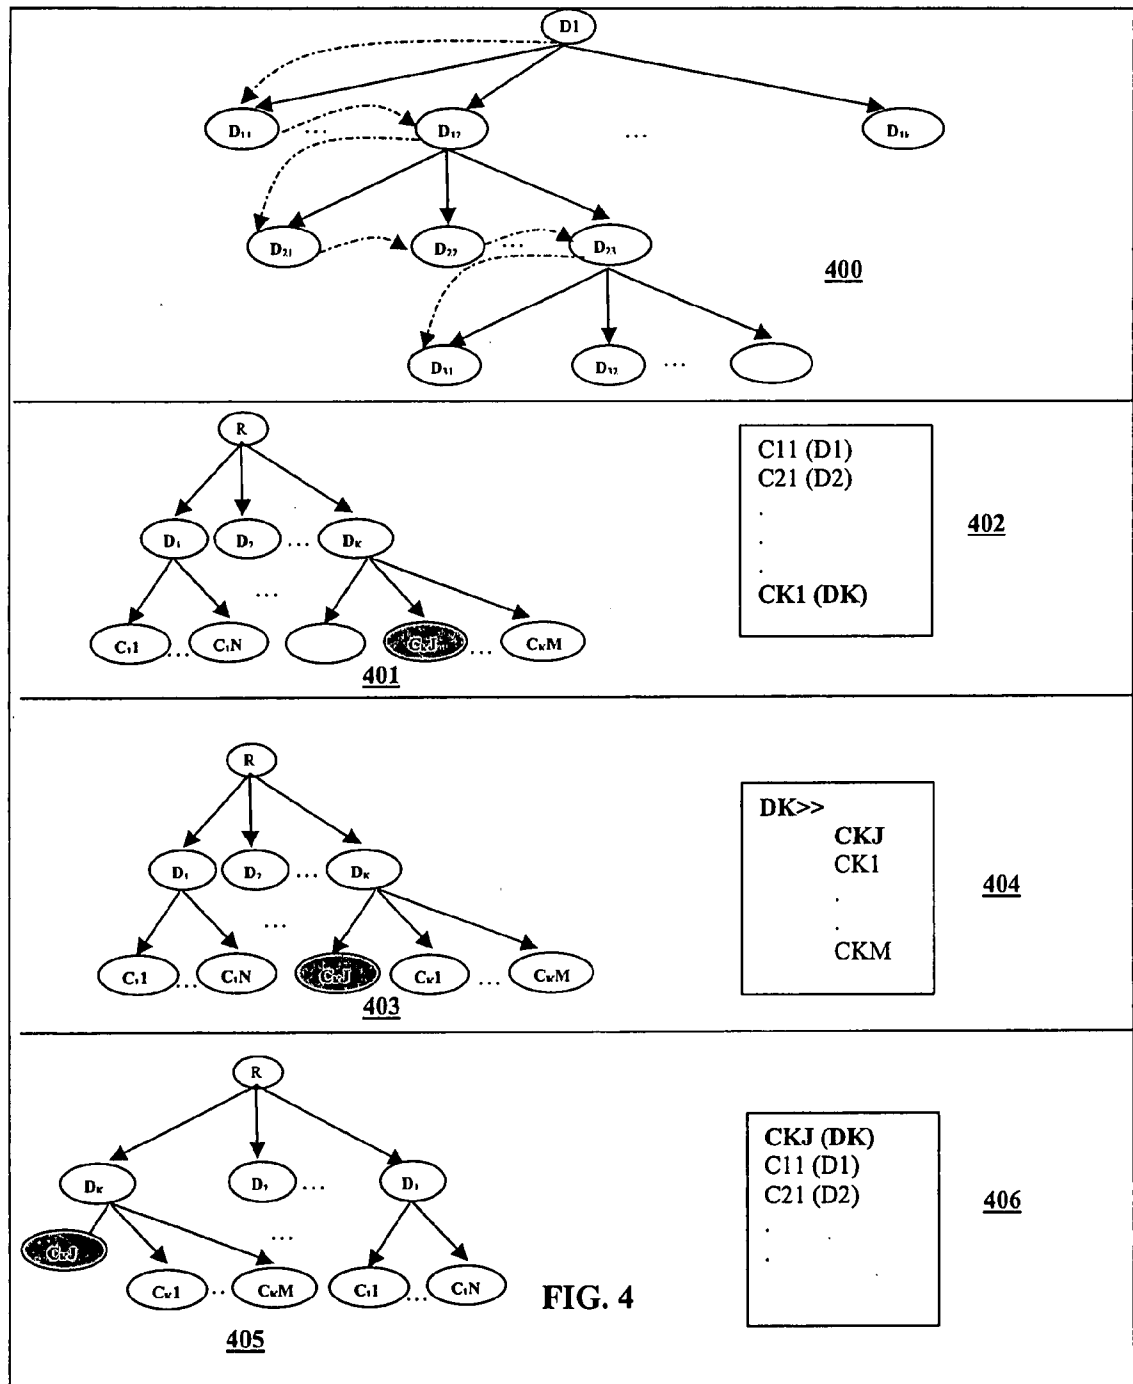 D1
D₁₁ ... D₁₂ ... D₁ₖ
D₂₁ D₂₂ ... D₂₃
400
D₃₁ D₃₂ ...
R
D₁ D₂ ... Dₖ
...
C₁1 ... C₁N CₖJ ... CₖM
401
C11 (D1)
C21 (D2)
.
.
.
CK1 (DK)
402
R
D₁ D₂ ... Dₖ
...
C₁1 ... C₁N CₖJ Cₖ1 ... CₖM
403
DK>>
CKJ
CK1
.
.
CKM
404
R
Dₖ D₂ ... D₁
CₖJ ...
Cₖ1 .. CₖM C₁1 ... C₁N
405
CKJ (DK)
C11 (D1)
C21 (D2)
.
.
406
FIG. 4